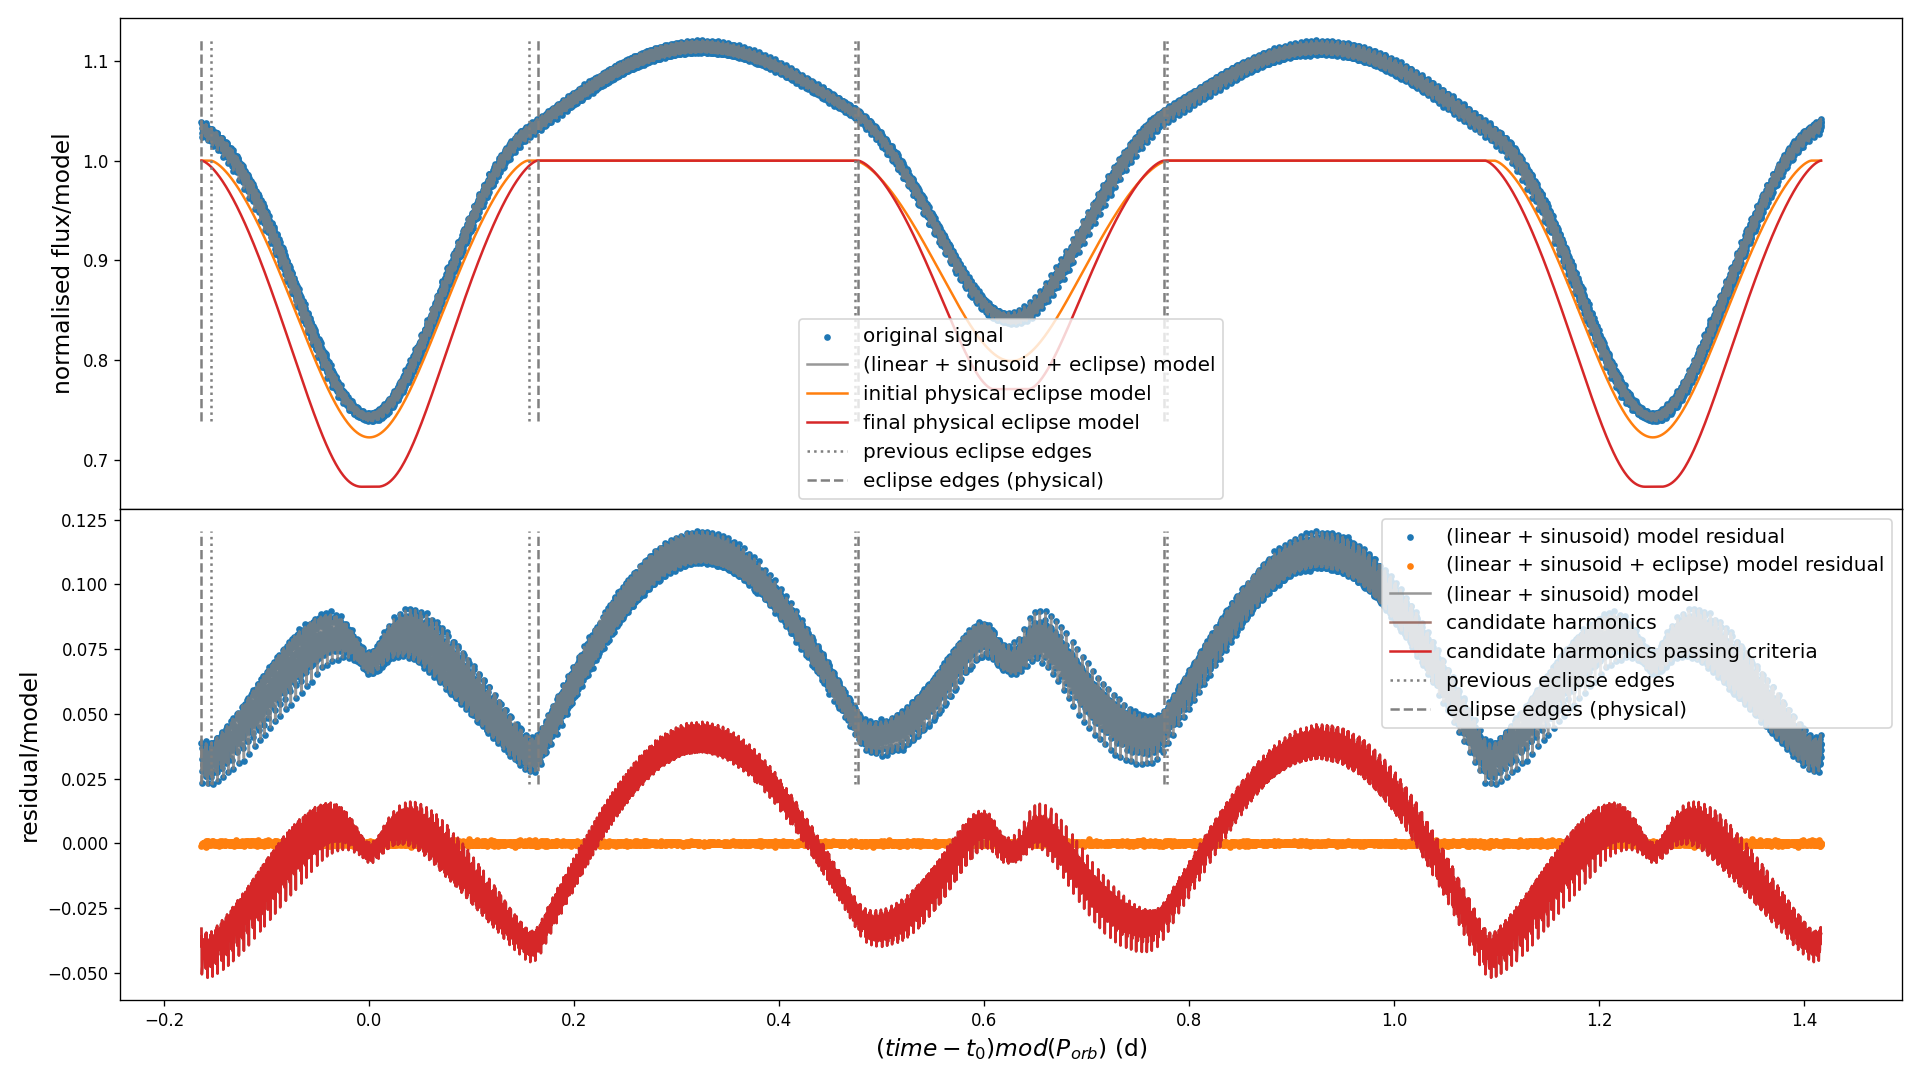 normalised flux/model
1.1
1.0
0.9
0.8
0.7
original signal
(linear + sinusoid + eclipse) model
initial physical eclipse model
final physical eclipse model
previous eclipse edges
eclipse edges (physical)
residual/model
0.125
0.100
0.075
0.050
0.025
0.000
−0.025
−0.050
(linear + sinusoid) model residual
(linear + sinusoid + eclipse) model residual
(linear + sinusoid) model
candidate harmonics
candidate harmonics passing criteria
previous eclipse edges
eclipse edges (physical)
−0.2 0.0 0.2 0.4 0.6 0.8 1.0 1.2 1.4
(time − t₀)mod(Pₒᵣb) (d)